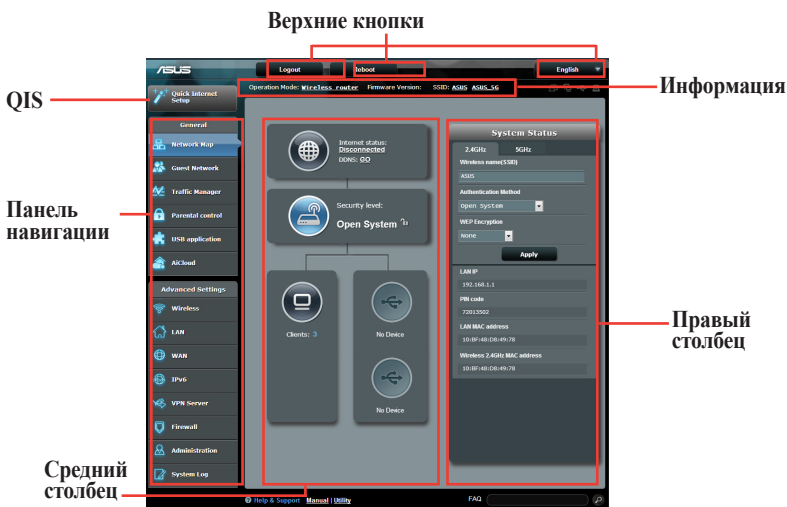 Верхние кнопки
ASUS
Logout
Reboot
English
Operation Mode: Wireless router Firmware Version: SSID: ASUS ASUS_5G
Информация
QIS
Quick Internet
Setup
General
Network Map
Guest Network
Traffic Manager
Parental control
USB application
AiCloud
Панель
навигации
Advanced Settings
Wireless
LAN
WAN
IPv6
VPN Server
Firewall
Administration
System Log
Средний
столбец
Internet status:
Disconnected
DDNS: GO
Security level:
Open System
Clients: 3
No Device
No Device
System Status
2.4GHz 5GHz
Wireless name(SSID)
ASUS
Authentication Method
Open System
WEP Encryption
None
Apply
LAN IP
192.168.1.1
PIN code
72013502
LAN MAC address
10:BF:48:D8:49:78
Wireless 2.4GHz MAC address
10:BF:48:D8:49:78
Правый
столбец
Help & Support Manual | Utility
FAQ